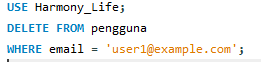 USE Harmony_Life;
DELETE FROM pengguna
WHERE email = 'user1@example.com';